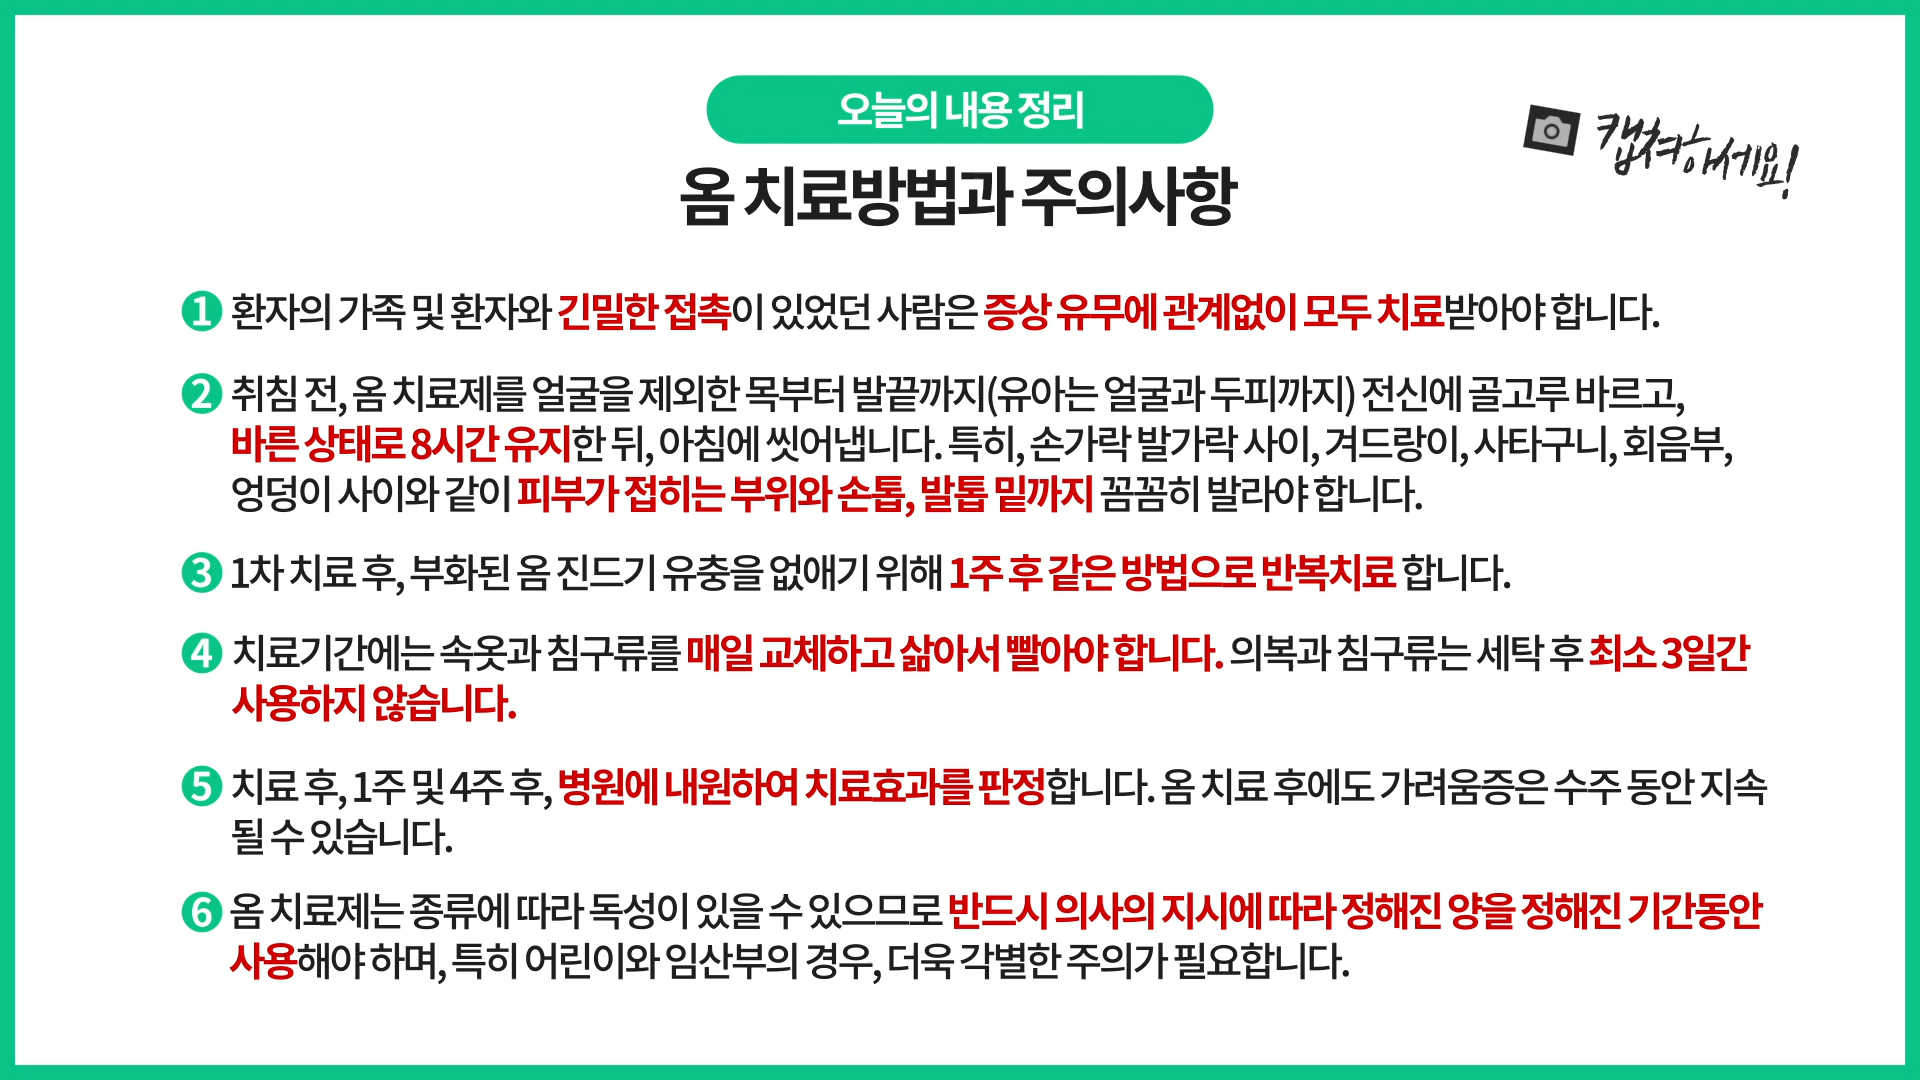 오늘의 내용 정리
캡쳐하세요!
옴 치료방법과 주의사항
1 환자의 가족 및 환자와 긴밀한 접촉이 있었던 사람은 증상 유무에 관계없이 모두 치료받아야 합니다.
2 취침 전, 옴 치료제를 얼굴을 제외한 목부터 발끝까지(유아는 얼굴과 두피까지) 전신에 골고루 바르고,
바른 상태로 8시간 유지한 뒤, 아침에 씻어냅니다. 특히, 손가락 발가락 사이, 겨드랑이, 사타구니, 회음부,
엉덩이 사이와 같이 피부가 접히는 부위와 손톱, 발톱 밑까지 꼼꼼히 발라야 합니다.
3 1차 치료 후, 부화된 옴 진드기 유충을 없애기 위해 1주 후 같은 방법으로 반복치료 합니다.
4 치료기간에는 속옷과 침구류를 매일 교체하고 삶아서 빨아야 합니다. 의복과 침구류는 세탁 후 최소 3일간
사용하지 않습니다.
5 치료 후, 1주 및 4주 후, 병원에 내원하여 치료효과를 판정합니다. 옴 치료 후에도 가려움증은 수주 동안 지속
될 수 있습니다.
6 옴 치료제는 종류에 따라 독성이 있을 수 있으므로 반드시 의사의 지시에 따라 정해진 양을 정해진 기간동안
사용해야 하며, 특히 어린이와 임산부의 경우, 더욱 각별한 주의가 필요합니다.